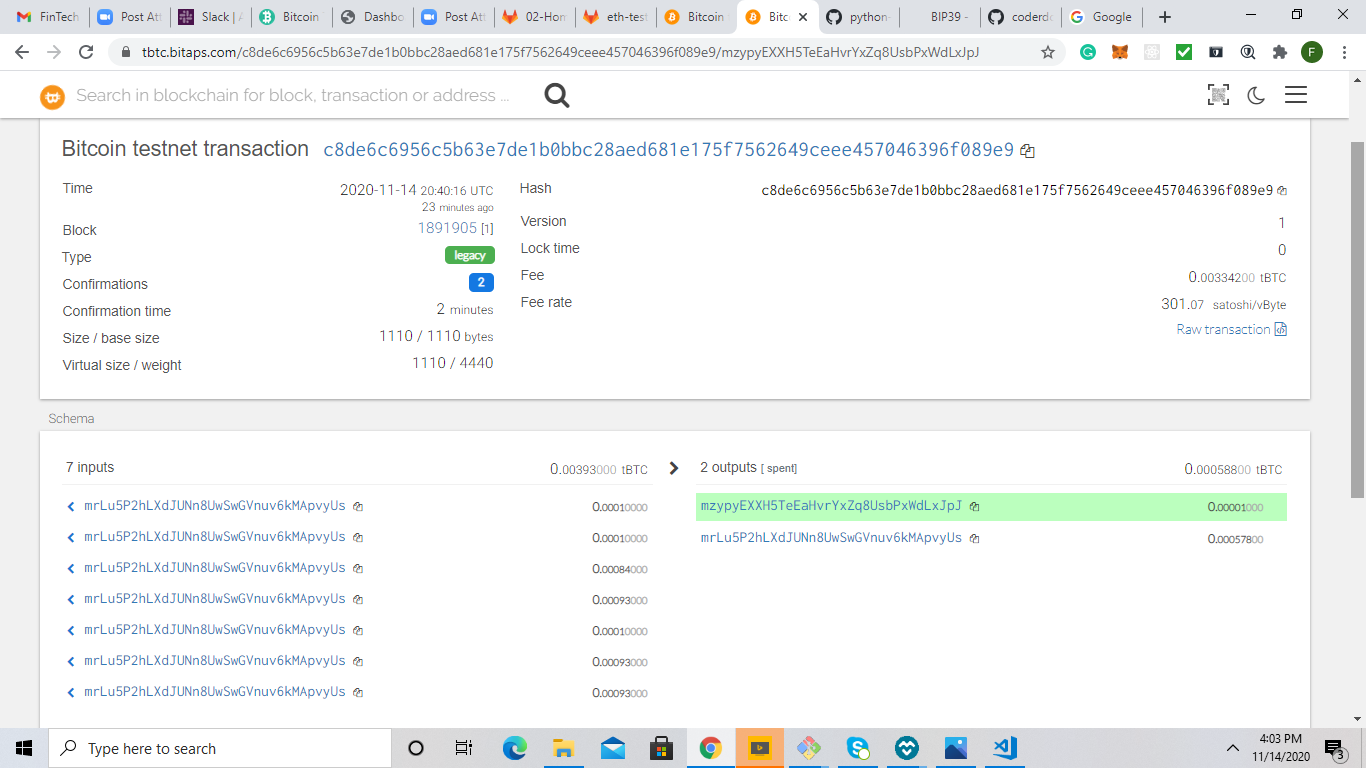 FinTech Post Att Slack | A Bitcoin Dashbo Post Att 02-Hom eth-test Bitcoin Bitc python- BIP39 - coderdo Google
tbtc.bitaps.com/c8de6c6956c5b63e7de1b0bbc28aed681e175f7562649ceee457046396f089e9/mzypyEXXH5TeEaHvrYxZq8UsbPxWdLxJpJ
F
Search in blockchain for block, transaction or address ...
Bitcoin testnet transaction c8de6c6956c5b63e7de1b0bbc28aed681e175f7562649ceee457046396f089e9
Time 2020-11-14 20:40:16 UTC
23 minutes ago
Block 1891905 [1]
Type legacy
Confirmations 2
Confirmation time 2 minutes
Size / base size 1110 / 1110 bytes
Virtual size / weight 1110 / 4440
Hash c8de6c6956c5b63e7de1b0bbc28aed681e175f7562649ceee457046396f089e9
Version 1
Lock time 0
Fee 0.00334200 tBTC
Fee rate 301.07 satoshi/vByte
Raw transaction
Schema
7 inputs 0.00393000 tBTC
mrLu5P2hLXdJUNn8UwSwGVnuv6kMApvyUs 0.00010000
mrLu5P2hLXdJUNn8UwSwGVnuv6kMApvyUs 0.00010000
mrLu5P2hLXdJUNn8UwSwGVnuv6kMApvyUs 0.00084000
mrLu5P2hLXdJUNn8UwSwGVnuv6kMApvyUs 0.00093000
mrLu5P2hLXdJUNn8UwSwGVnuv6kMApvyUs 0.00010000
mrLu5P2hLXdJUNn8UwSwGVnuv6kMApvyUs 0.00093000
mrLu5P2hLXdJUNn8UwSwGVnuv6kMApvyUs 0.00093000
2 outputs [ spent] 0.00058800 tBTC
mzypyEXXH5TeEaHvrYxZq8UsbPxWdLxJpJ 0.00001000
mrLu5P2hLXdJUNn8UwSwGVnuv6kMApvyUs 0.00057800
Type here to search
4:03 PM
11/14/2020
3